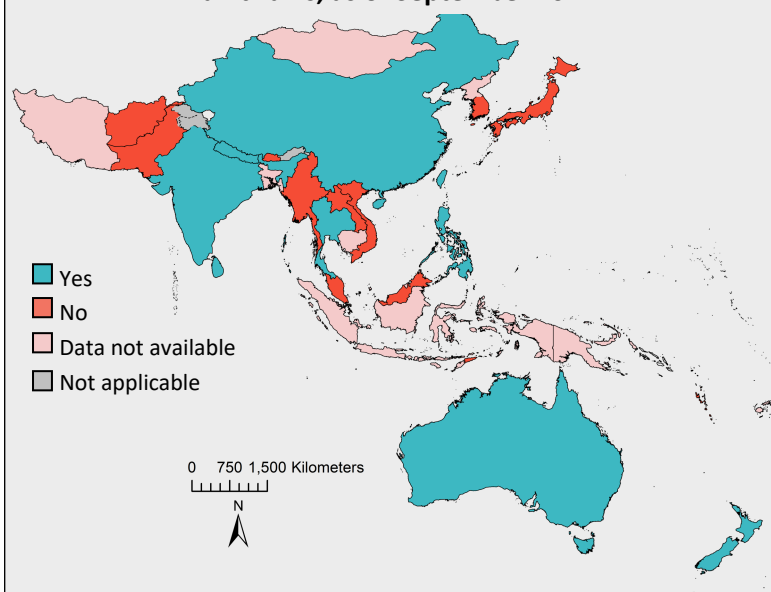 Yes
No
Data not available
Not applicable
0 750 1,500 Kilometers
N